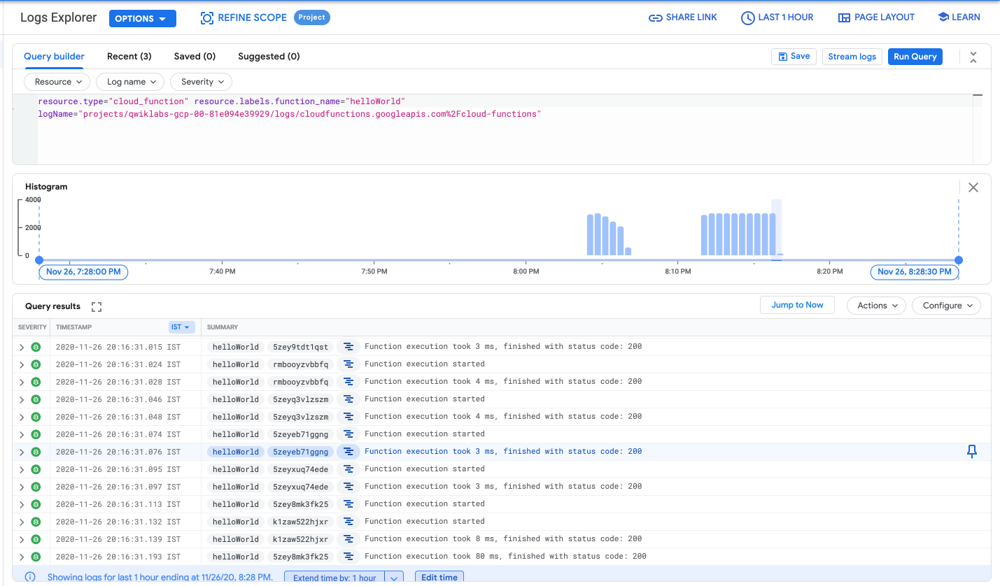 Logs Explorer OPTIONS REFINE SCOPE Project SHARE LINK LAST 1 HOUR PAGE LAYOUT LEARN
Query builder Recent (3) Saved (0) Suggested (0) Save Stream logs Run Query
Resource Log name Severity
resource.type="cloud_function" resource.labels.function_name="helloWorld"
logName="projects/qwiklabs-gcp-00-81e094e39929/logs/cloudfunctions.googleapis.com%2Fcloud-functions"
Histogram
4000
2000
0
Nov 26, 7:28:00 PM 7:40 PM 7:50 PM 8:00 PM 8:10 PM 8:20 PM Nov 26, 8:28:30 PM
Query results Jump to Now Actions Configure
SEVERITY TIMESTAMP IST SUMMARY
2020-11-26 20:16:31.015 IST helloWorld 5zey9tdt1qst Function execution took 3 ms, finished with status code: 200
2020-11-26 20:16:31.024 IST helloWorld rmbooyzvbbfq Function execution started
2020-11-26 20:16:31.028 IST helloWorld rmbooyzvbbfq Function execution took 4 ms, finished with status code: 200
2020-11-26 20:16:31.046 IST helloWorld 5zeyq3vlzszm Function execution started
2020-11-26 20:16:31.048 IST helloWorld 5zeyq3vlzszm Function execution took 4 ms, finished with status code: 200
2020-11-26 20:16:31.074 IST helloWorld 5zeyeb71ggng Function execution started
2020-11-26 20:16:31.076 IST helloWorld 5zeyeb71ggng Function execution took 3 ms, finished with status code: 200
2020-11-26 20:16:31.095 IST helloWorld 5zeyxuq74ede Function execution started
2020-11-26 20:16:31.097 IST helloWorld 5zeyxuq74ede Function execution took 3 ms, finished with status code: 200
2020-11-26 20:16:31.113 IST helloWorld 5zey8mk3fk25 Function execution started
2020-11-26 20:16:31.132 IST helloWorld k1zaw522hjxr Function execution started
2020-11-26 20:16:31.139 IST helloWorld k1zaw522hjxr Function execution took 8 ms, finished with status code: 200
2020-11-26 20:16:31.193 IST helloWorld 5zey8mk3fk25 Function execution took 80 ms, finished with status code: 200
Showing logs for last 1 hour ending at 11/26/20, 8:28 PM. Extend time by: 1 hour Edit time